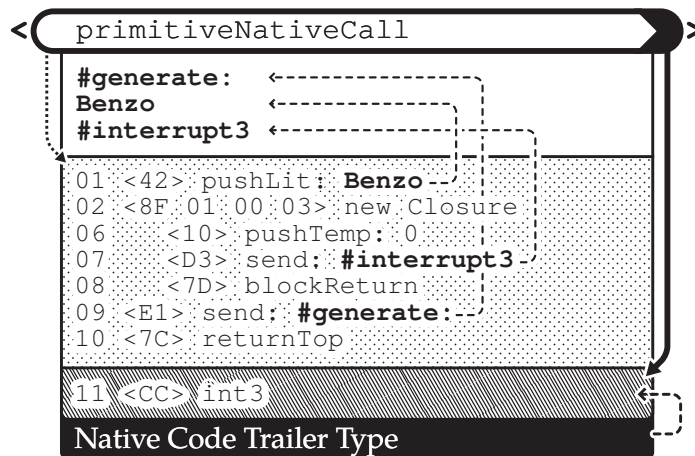 primitiveNativeCall
#generate:
Benzo
#interrupt3
01 <42> pushLit: Benzo
02 <8F 01 00 03> new Closure
06 <10> pushTemp: 0
07 <D3> send: #interrupt3
08 <7D> blockReturn
09 <E1> send: #generate:
10 <7C> returnTop
11 <CC> int3
Native Code Trailer Type